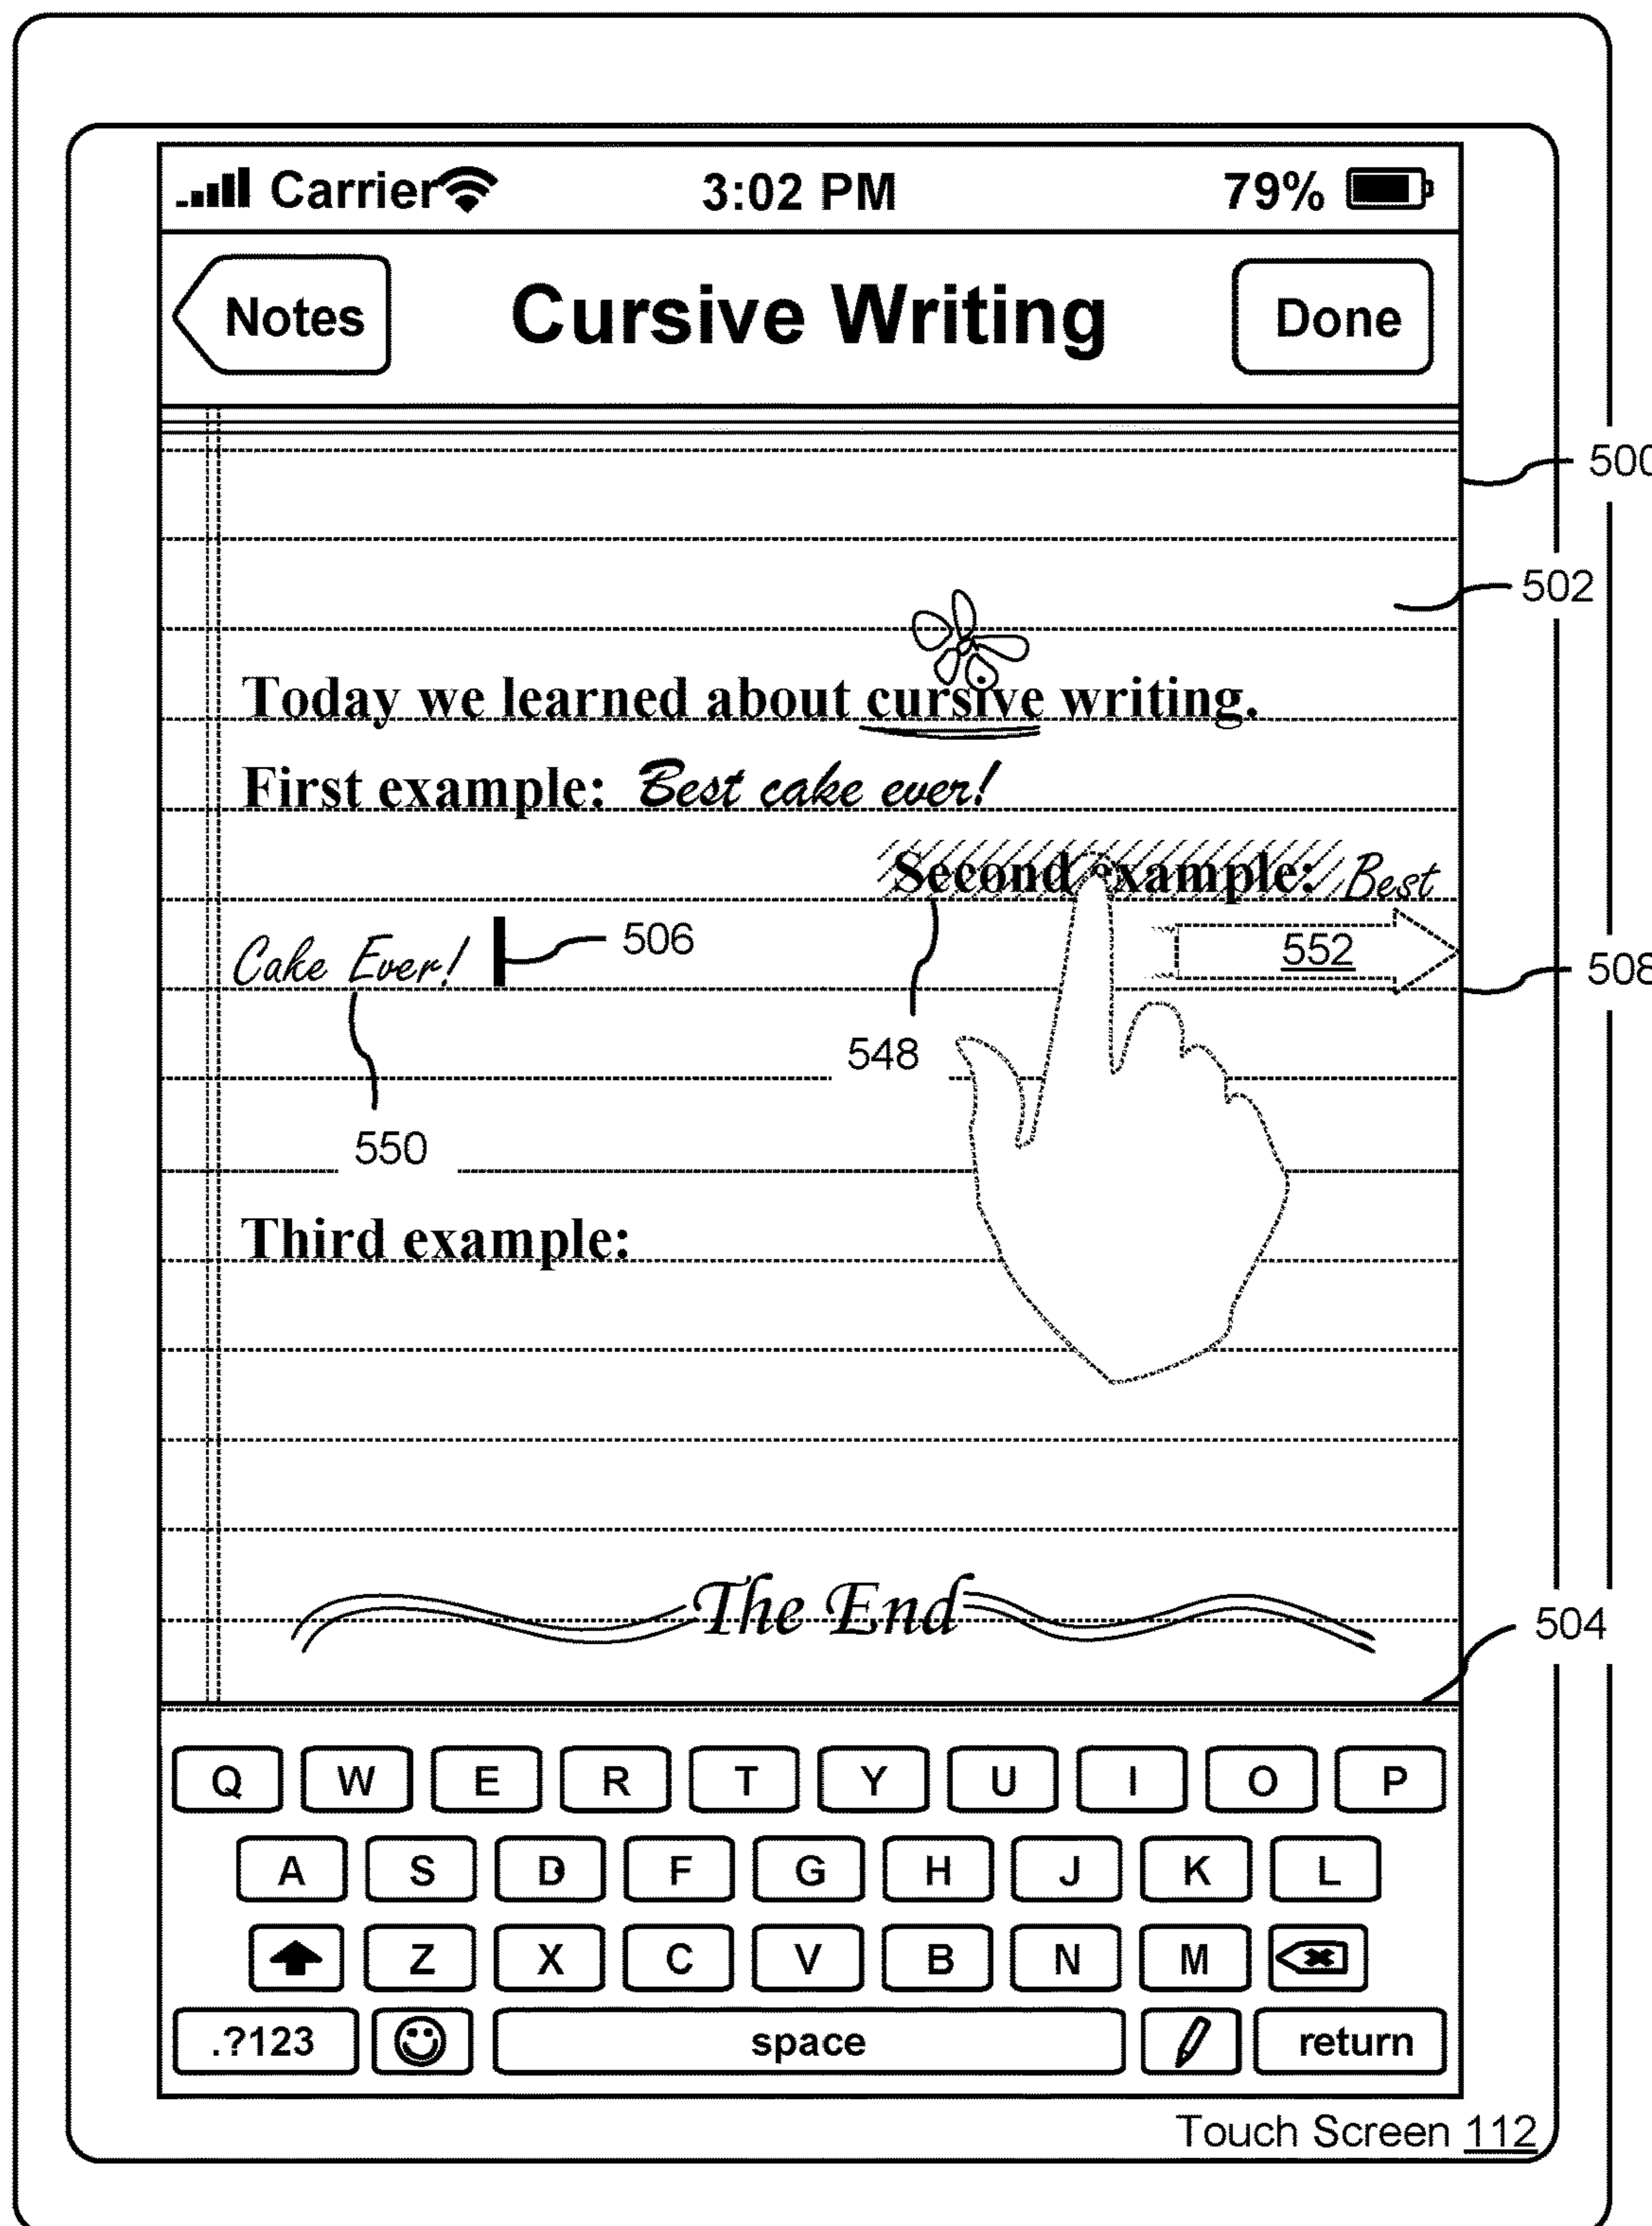 Carrier 3:02 PM 79%
Notes Cursive Writing Done
500
502
Today we learned about cursive writing.
First example: Best cake ever!
Second example: Best
Cake Ever! 506 552
508
548
550
Third example:
The End
504
Q W E R T Y U I O P
A S D F G H J K L
Z X C V B N M
.?123 space return
Touch Screen 112